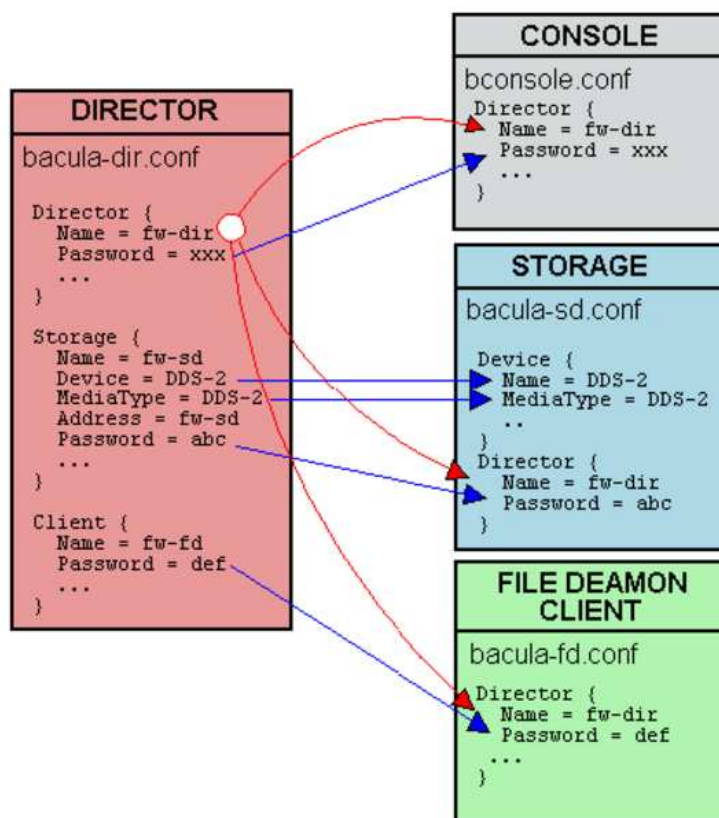 DIRECTOR
bacula-dir.conf
Director {
Name = fw-dir
Password = xxx
...
}
Storage {
Name = fw-sd
Device = DDS-2
MediaType = DDS-2
Address = fw-sd
Password = abc
...
}
Client {
Name = fw-fd
Password = def
...
}
CONSOLE
bconsole.conf
Director {
Name = fw-dir
Password = xxx
...
}
STORAGE
bacula-sd.conf
Device {
Name = DDS-2
MediaType = DDS-2
..
}
Director {
Name = fw-dir
Password = abc
}
FILE DEAMON
CLIENT
bacula-fd.conf
Director {
Name = fw-dir
Password = def
...
}